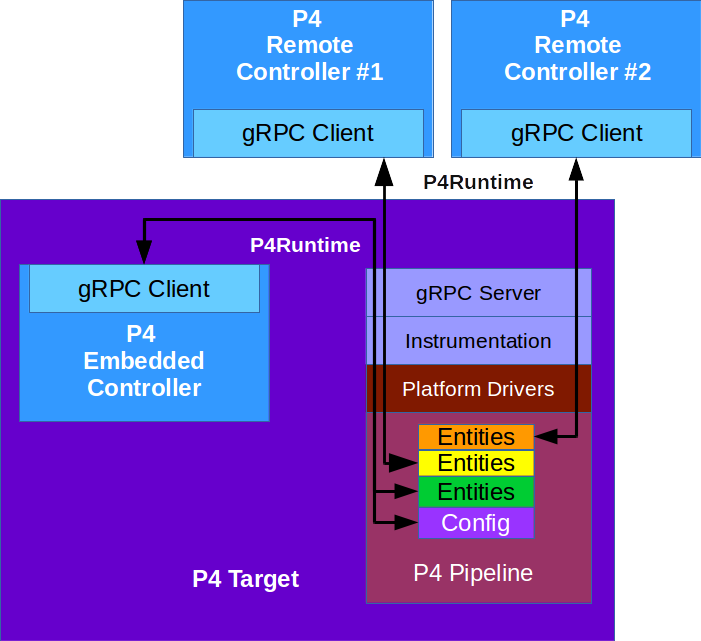 P4
Remote
Controller #1
gRPC Client
P4
Remote
Controller #2
gRPC Client
P4Runtime
P4Runtime
gRPC Client
P4
Embedded
Controller
gRPC Server
Instrumentation
Platform Drivers
Entities
Entities
Entities
Config
P4 Pipeline
P4 Target